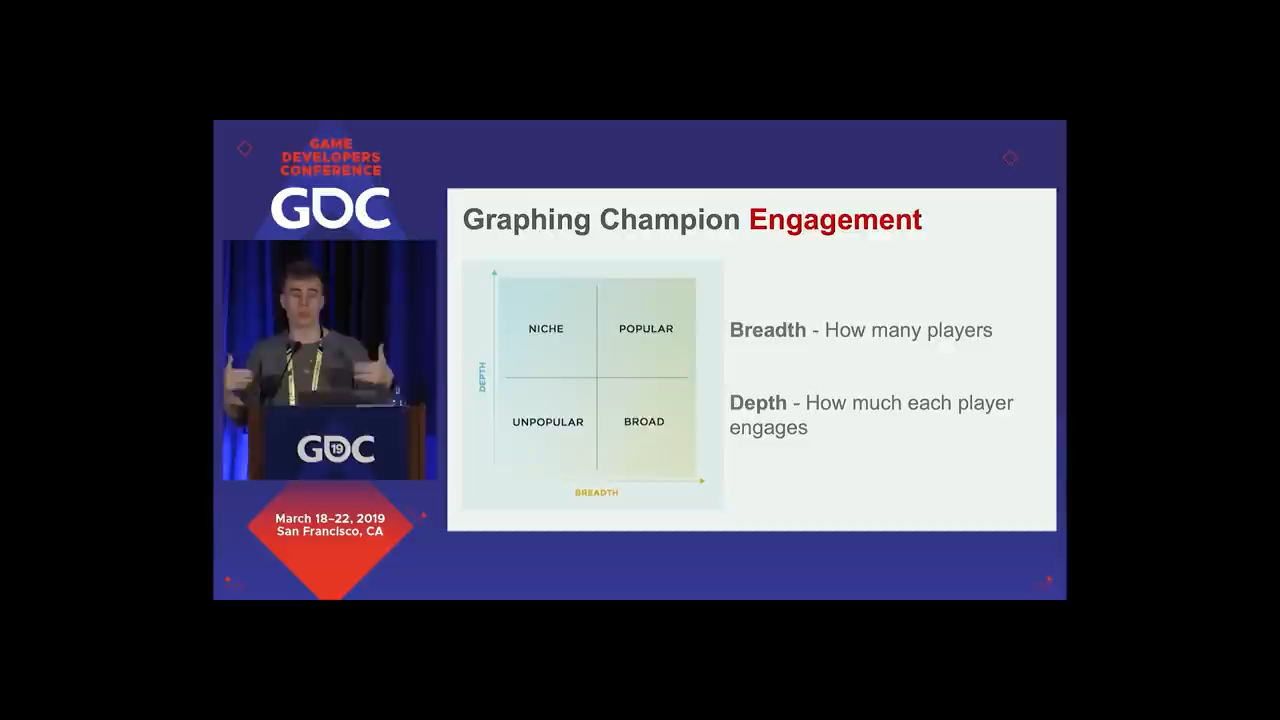 GAME
DEVELOPERS
CONFERENCE
GDC
GDC
19
March 18–22, 2019
San Francisco, CA
Graphing Champion Engagement
NICHE
POPULAR
DEPTH
UNPOPULAR
BROAD
BREADTH
Breadth - How many players
Depth - How much each player
engages